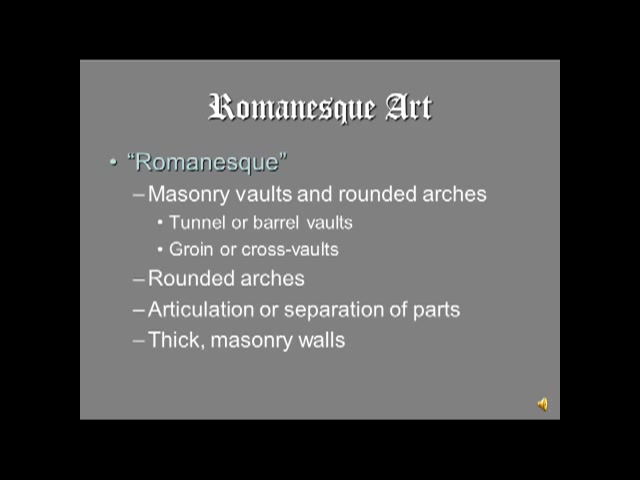 Romanesque Art
• “Romanesque”
–Masonry vaults and rounded arches
• Tunnel or barrel vaults
• Groin or cross-vaults
–Rounded arches
–Articulation or separation of parts
–Thick, masonry walls